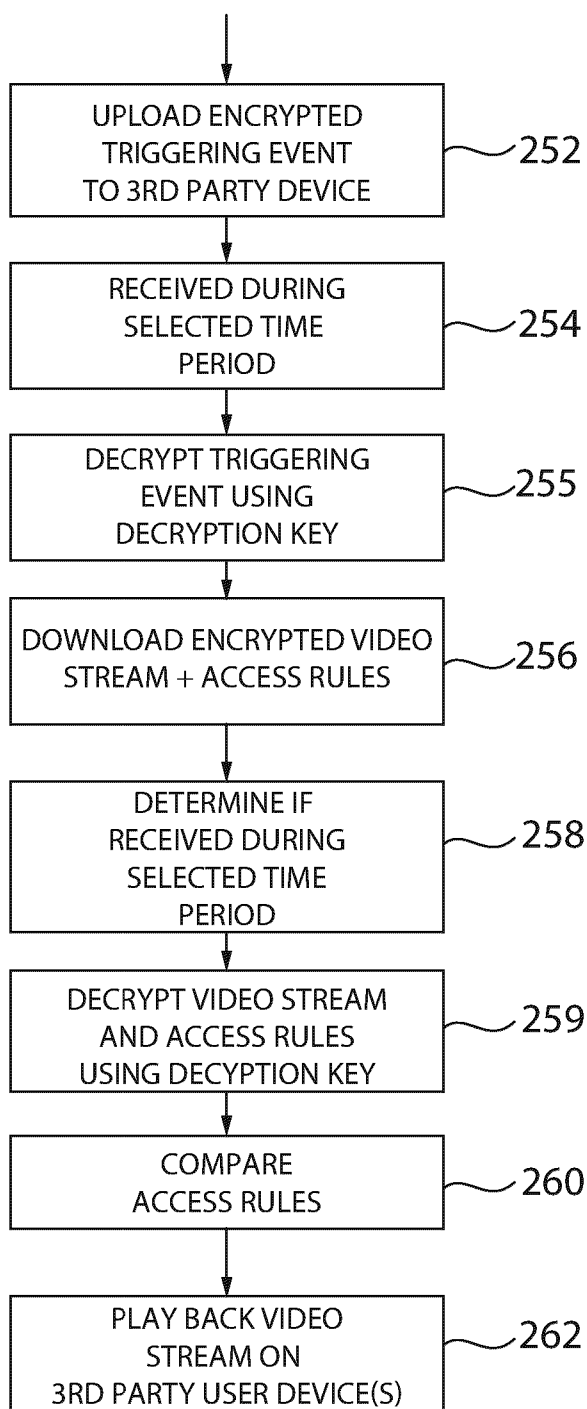 UPLOAD ENCRYPTED
TRIGGERING EVENT
TO 3RD PARTY DEVICE
252
RECEIVED DURING
SELECTED TIME
PERIOD
254
DECRYPT TRIGGERING
EVENT USING
DECRYPTION KEY
255
DOWNLOAD ENCRYPTED VIDEO
STREAM + ACCESS RULES
256
DETERMINE IF
RECEIVED DURING
SELECTED TIME
PERIOD
258
DECRYPT VIDEO STREAM
AND ACCESS RULES
USING DECYPTION KEY
259
COMPARE
ACCESS RULES
260
PLAY BACK VIDEO
STREAM ON
3RD PARTY USER DEVICE(S)
262